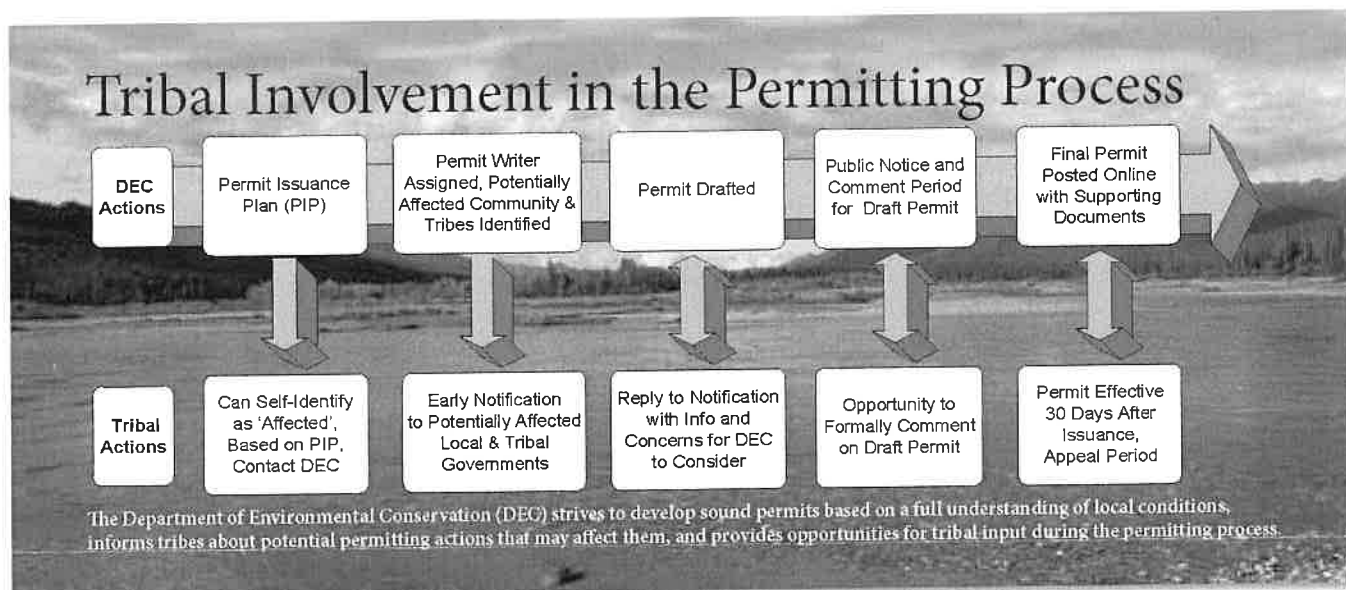 Tribal Involvement in the Permitting Process
DEC
Actions
Permit Issuance
Plan (PIP)
Permit Writer
Assigned, Potentially
Affected Community &
Tribes Identified
Permit Drafted
Public Notice and
Comment Period
for Draft Permit
Final Permit
Posted Online
with Supporting
Documents
Tribal
Actions
Can Self-Identify
as 'Affected',
Based on PIP,
Contact DEC
Early Notification
to Potentially Affected
Local & Tribal
Governments
Reply to Notification
with Info and
Concerns for DEC
to Consider
Opportunity to
Formally Comment
on Draft Permit
Permit Effective
30 Days After
Issuance,
Appeal Period
The Department of Environmental Conservation (DEC) strives to develop sound permits based on a full understanding of local conditions,
informs tribes about potential permitting actions that may affect them, and provides opportunities for tribal input during the permitting process.